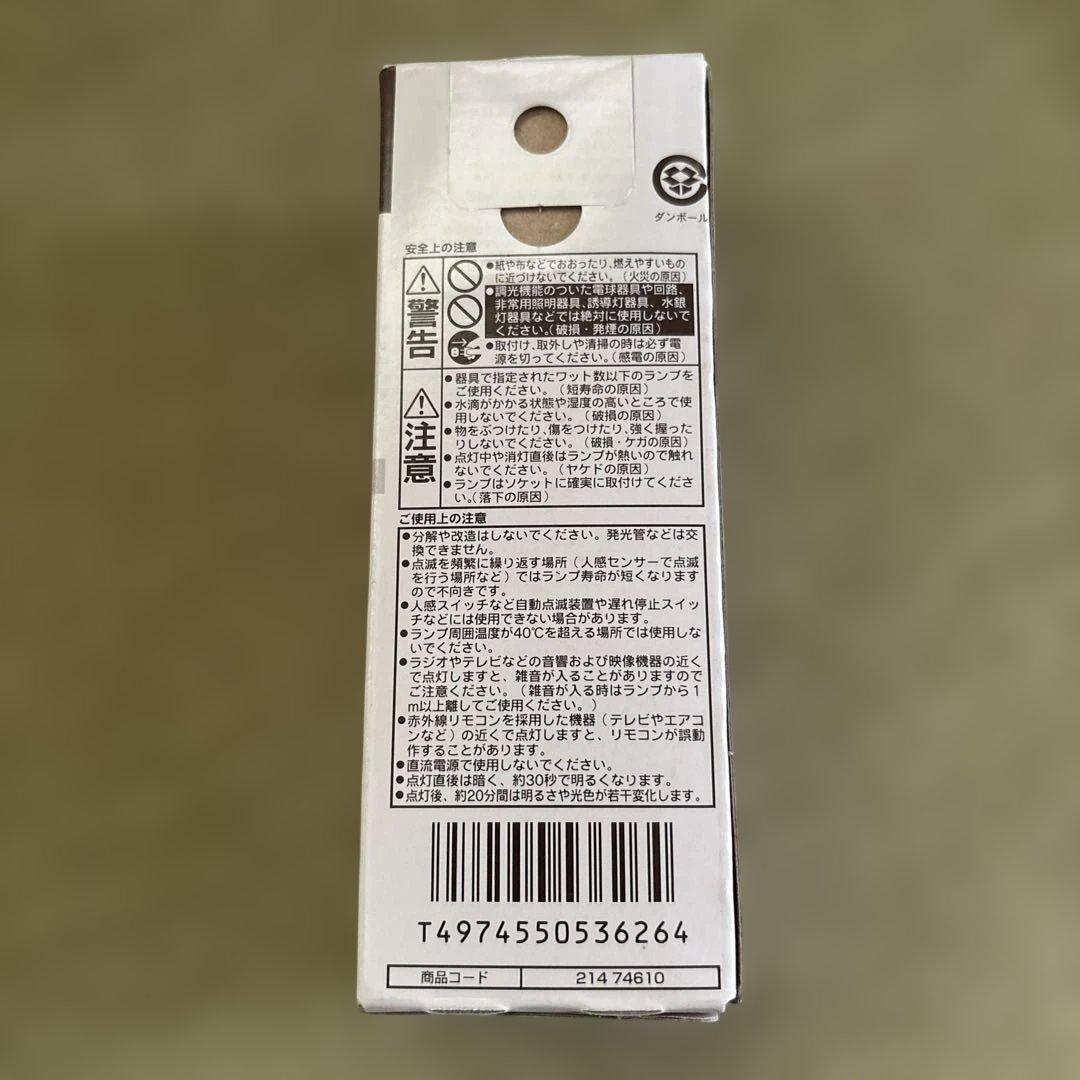 ダンボール
安全上の注意
警告
●紙や布などでおおったり、燃えやすいもの
に近づけないでください。(火災の原因)
●調光機能のついた電球器具や回路、
非常用照明器具、誘導灯器具、水銀
灯器具などでは絶対に使用しないで
ください。(破損・発煙の原因)
●取付け、取外しや清掃の時は必ず電
源を切ってください。(感電の原因)
注意
●器具で指定されたワット数以下のランプを
ご使用ください。(短寿命の原因)
●水滴がかかる状態や湿度の高いところで使
用しないでください。(破損の原因)
●物をぶつけたり、傷をつけたり、強く握った
りしないでください。(破損・ケガの原因)
●点灯中や消灯直後はランプが熱いので触れ
ないでください。(ヤケドの原因)
●ランプはソケットに確実に取付けてくださ
い。(落下の原因)
ご使用上の注意
●分解や改造はしないでください。発光管などは交
換できません。
●点滅を頻繁に繰り返す場所(人感センサーで点滅
を行う場所など)ではランプ寿命が短くなります
ので不向きです。
●人感スイッチなど自動点滅装置や遅れ停止スイッ
チなどには使用できない場合があります。
●ランプ周囲温度が40℃を超える場所では使用しな
いでください。
●ラジオやテレビなどの音響および映像機器の近く
で点灯しますと、雑音が入ることがありますので
ご注意ください。(雑音が入る時はランプから1
m以上離してご使用ください。)
●赤外線リモコンを採用した機器(テレビやエアコ
ンなど)の近くで点灯しますと、リモコンが誤動
作することがあります。
●直流電源で使用しないでください。
●点灯直後は暗く、約30秒で明るくなります。
●点灯後、約20分間は明るさや光色が若干変化します。
T4974550536264
商品コード 214 74610